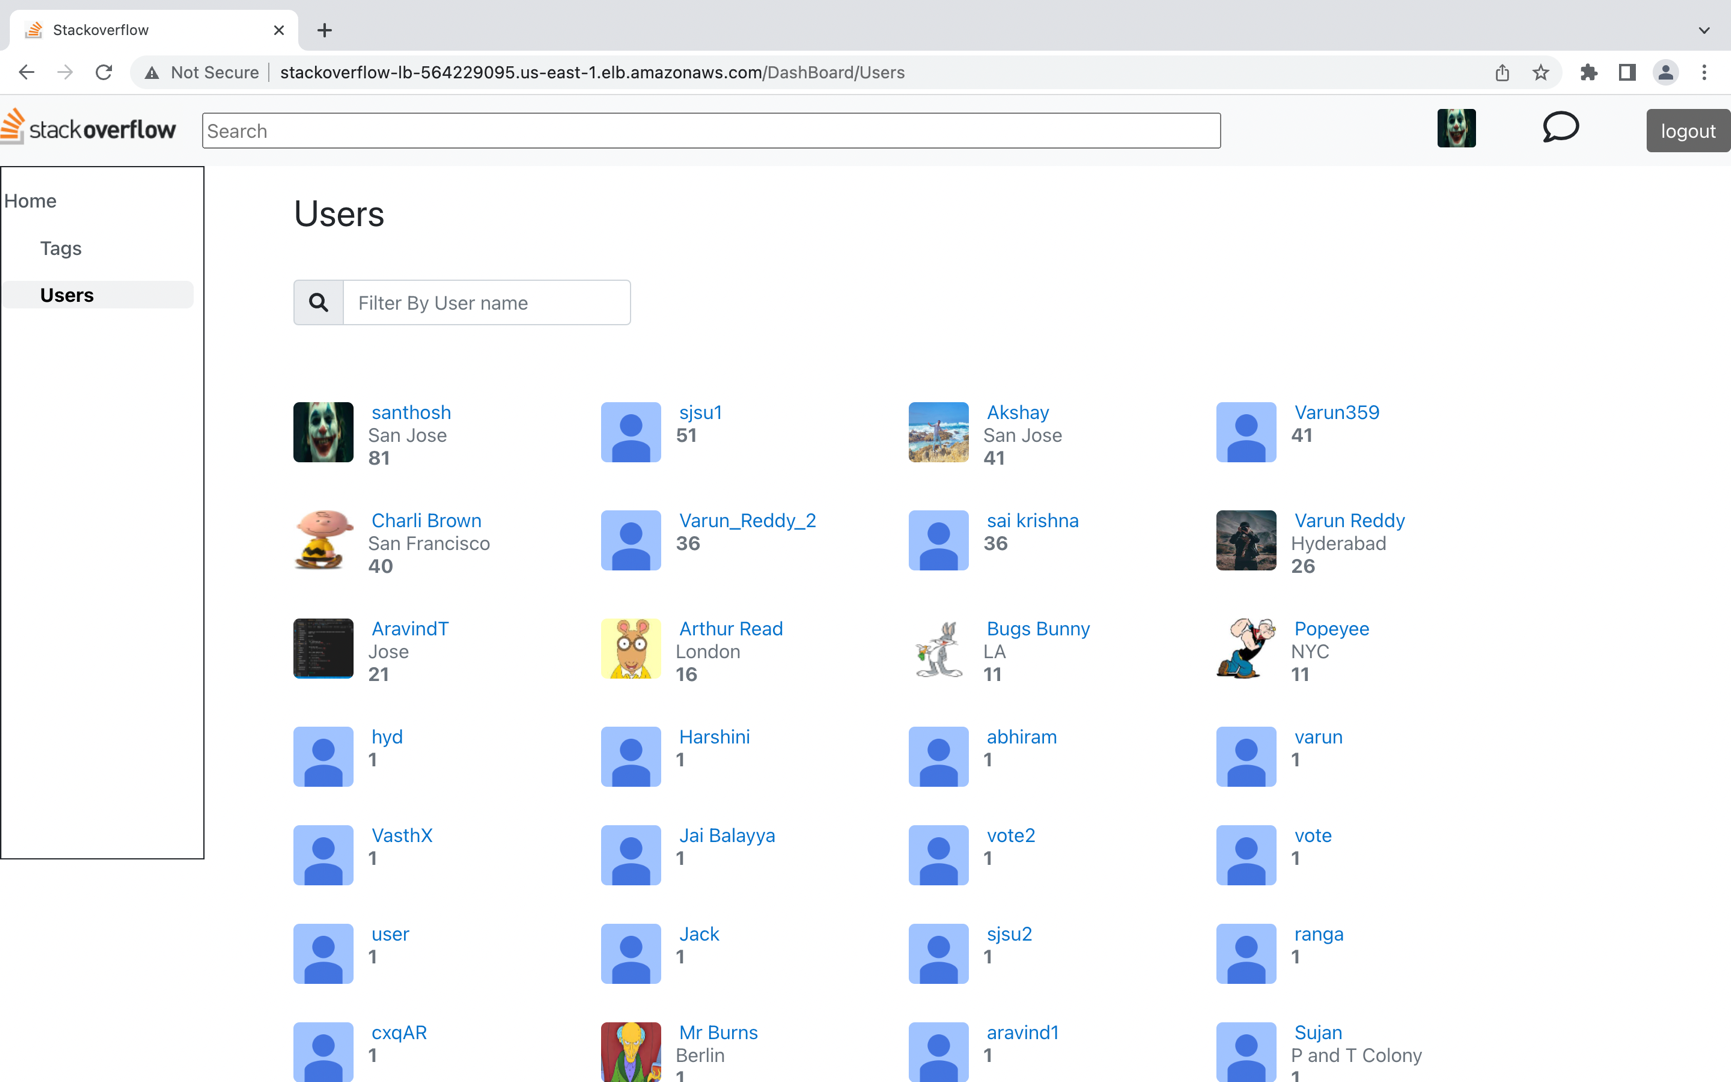 Stackoverflow
Not Secure
stackoverflow-lb-564229095.us-east-1.elb.amazonaws.com/DashBoard/Users
stackoverflow
Search
logout
Home
Tags
Users
Users
Filter By User name
santhosh
San Jose
81
sjsu1
51
Akshay
San Jose
41
Varun359
41
Charli Brown
San Francisco
40
Varun_Reddy_2
36
sai krishna
36
Varun Reddy
Hyderabad
26
AravindT
Jose
21
Arthur Read
London
16
Bugs Bunny
LA
11
Popeyee
NYC
11
hyd
1
Harshini
1
abhiram
1
varun
1
VasthX
1
Jai Balayya
1
vote2
1
vote
1
user
1
Jack
1
sjsu2
1
ranga
1
cxqAR
1
Mr Burns
Berlin
1
aravind1
1
Sujan
P and T Colony
1